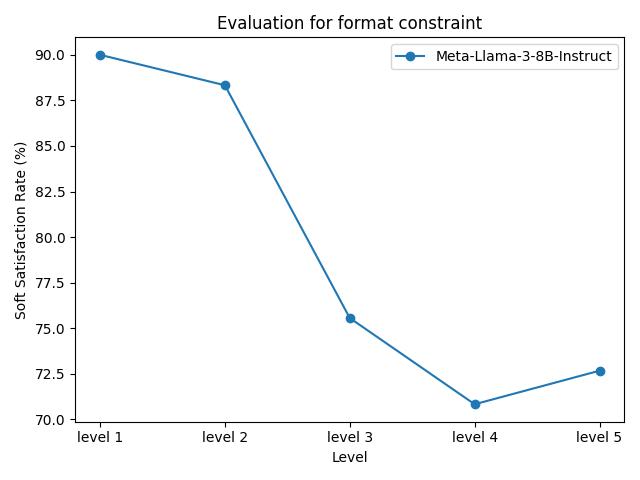 Evaluation for format constraint
Meta-Llama-3-8B-Instruct
Soft Satisfaction Rate (%)
90.0
87.5
85.0
82.5
80.0
77.5
75.0
72.5
70.0
level 1
level 2
level 3
level 4
level 5
Level